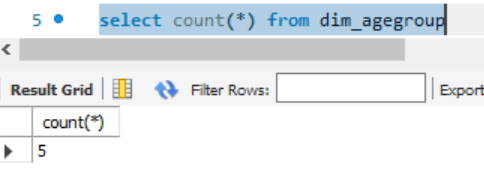 5 select count(*) from dim_agegroup
Result Grid Filter Rows: Export
count(*)
5